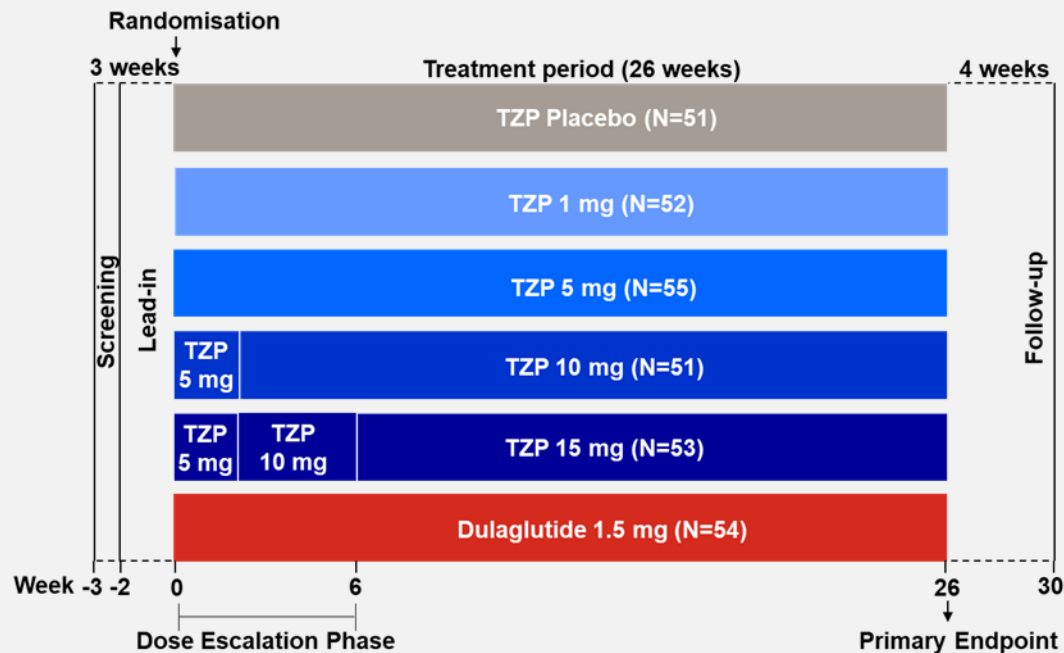 Randomisation
3 weeks
Treatment period (26 weeks)
4 weeks
Screening
Lead-in
TZP Placebo (N=51)
TZP 1 mg (N=52)
TZP 5 mg (N=55)
TZP
5 mg
TZP 10 mg (N=51)
TZP
5 mg
TZP
10 mg
TZP 15 mg (N=53)
Dulaglutide 1.5 mg (N=54)
Follow-up
Week -3 -2 0 6 26 30
Dose Escalation Phase
Primary Endpoint